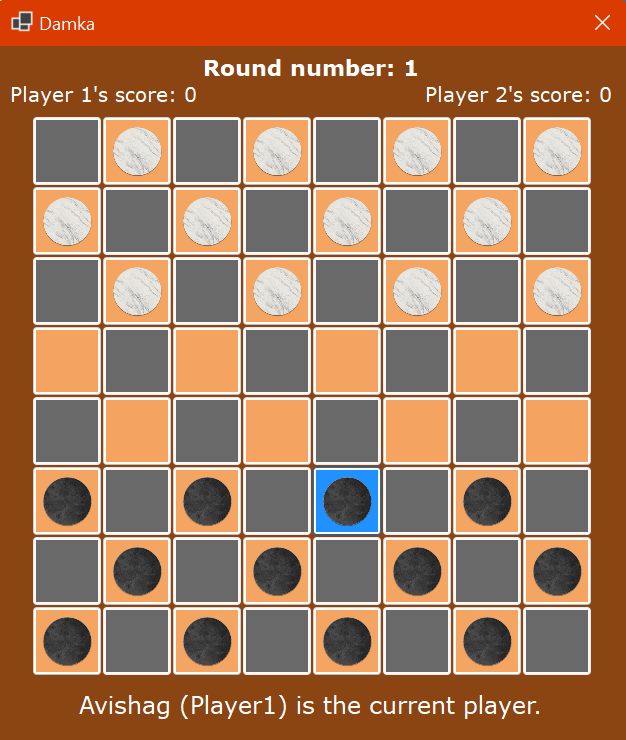 Damka
Round number: 1
Player 1's score: 0
Player 2's score: 0
Avishag (Player1) is the current player.